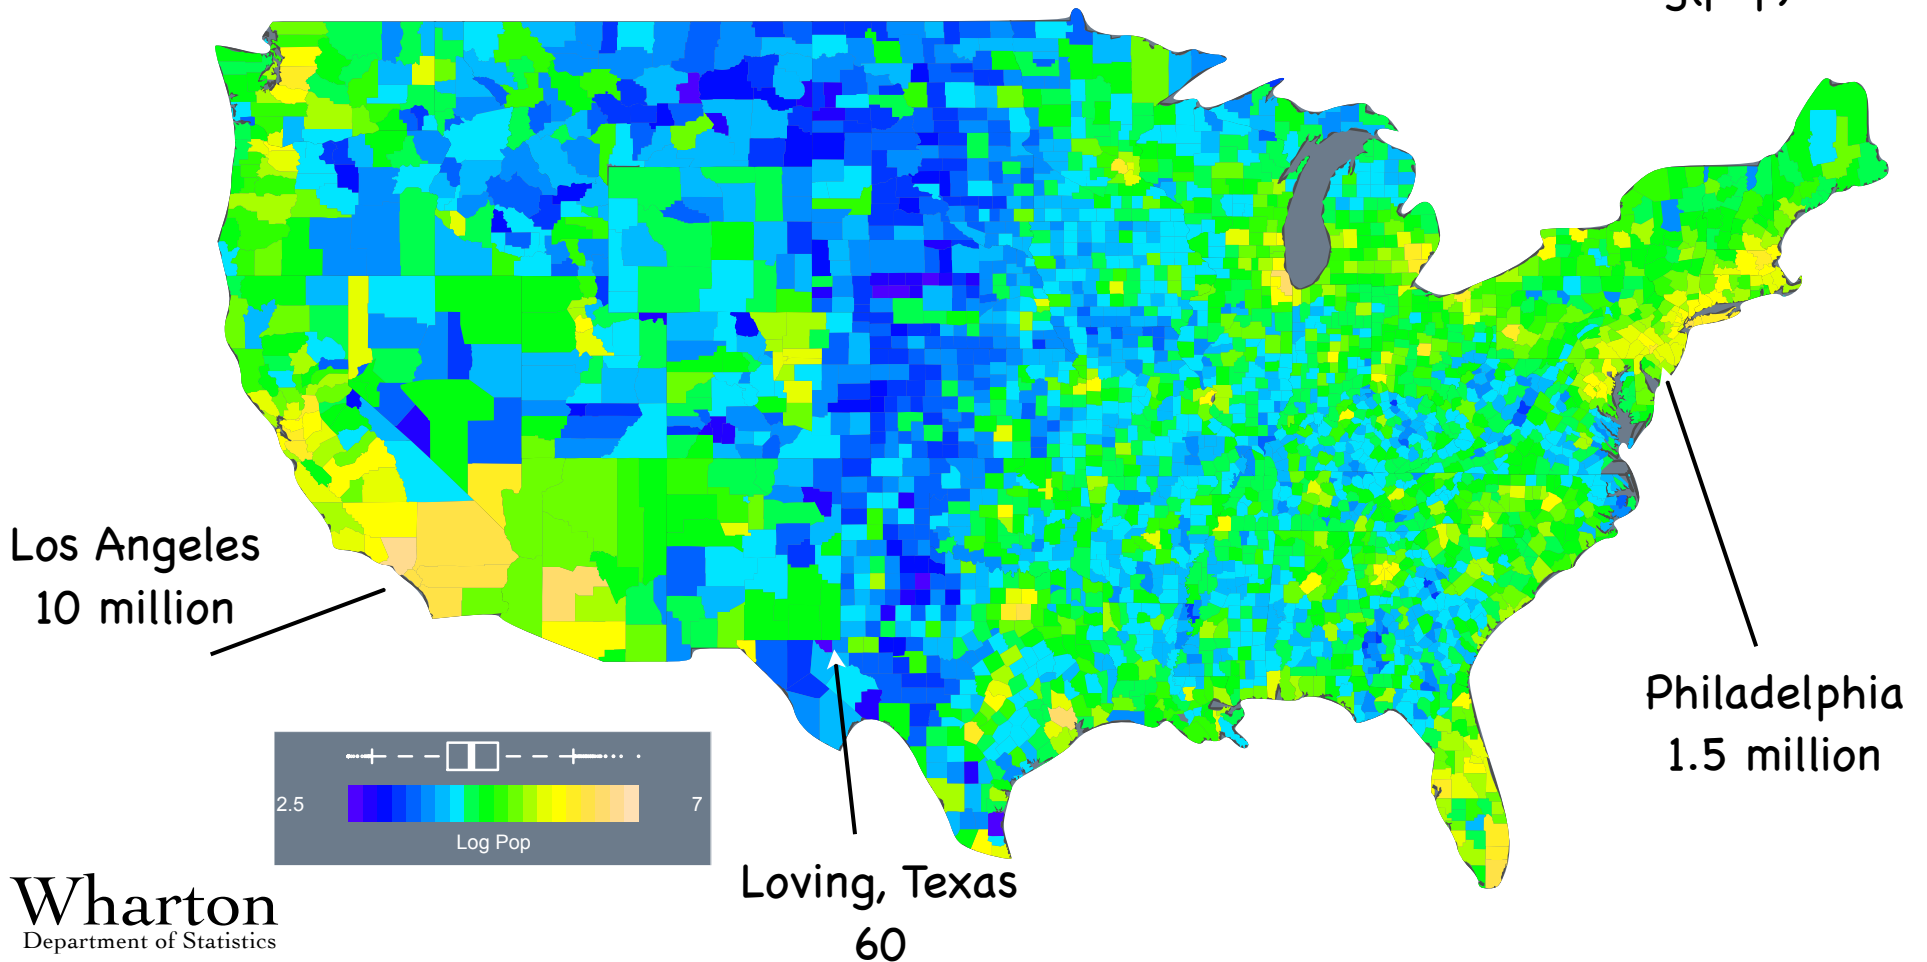 Los Angeles
10 million
Philadelphia
1.5 million
2.5
7
Log Pop
Loving, Texas
60
Wharton
Department of Statistics